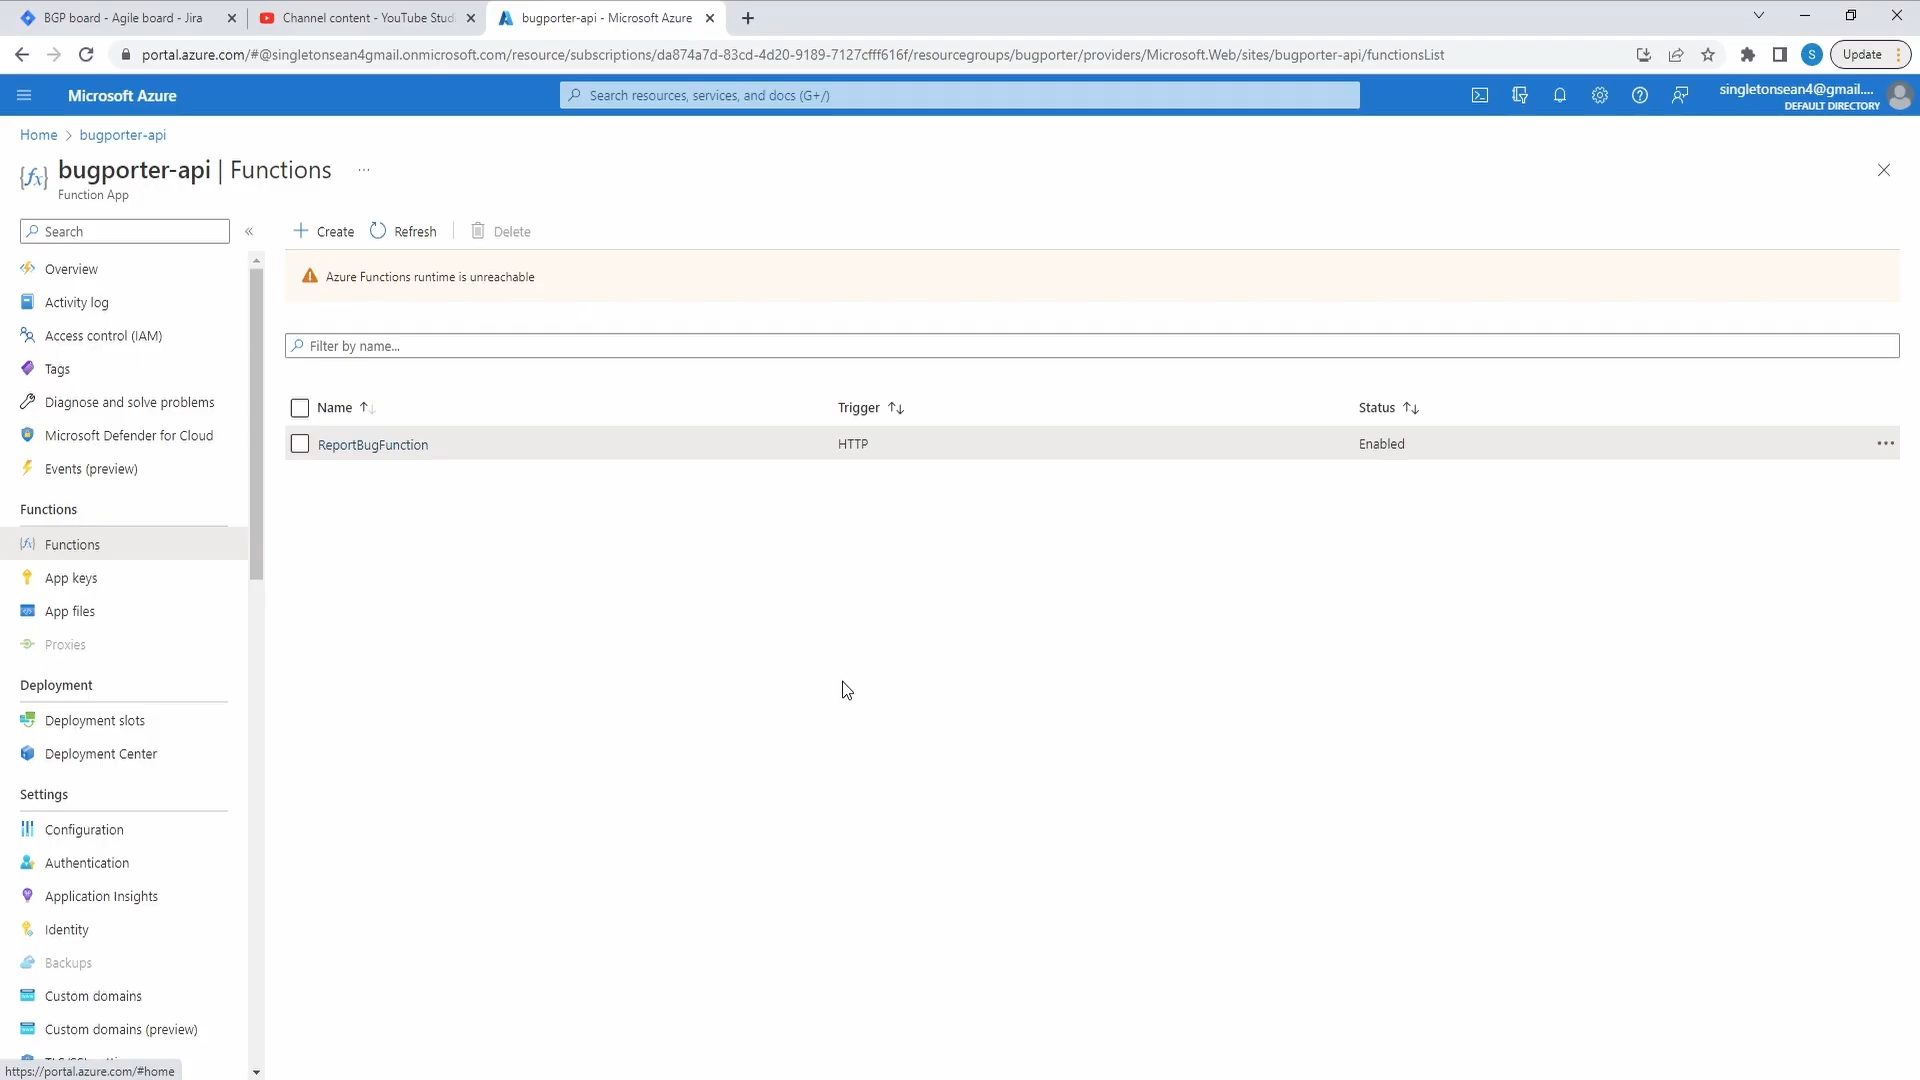 BGP board - Agile board - Jira
Channel content - YouTube Studi
bugporter-api - Microsoft Azure
portal.azure.com/#@singletonsean4gmail.onmicrosoft.com/resource/subscriptions/da874a7d-83cd-4d20-9189-7127cfff616f/resourcegroups/bugporter/providers/Microsoft.Web/sites/bugporter-api/functionsList
S
Update
Microsoft Azure
Search resources, services, and docs (G+/)
singletonsean4@gmail....
DEFAULT DIRECTORY
Home > bugporter-api
bugporter-api | Functions ...
Function App
Search
«
Create
Refresh
Delete
Overview
Activity log
Access control (IAM)
Tags
Diagnose and solve problems
Microsoft Defender for Cloud
Events (preview)
Functions
Functions
App keys
App files
Proxies
Deployment
Deployment slots
Deployment Center
Settings
Configuration
Authentication
Application Insights
Identity
Backups
Custom domains
Custom domains (preview)
Azure Functions runtime is unreachable
Filter by name...
Name
Trigger
Status
ReportBugFunction
HTTP
Enabled
https://portal.azure.com/#home